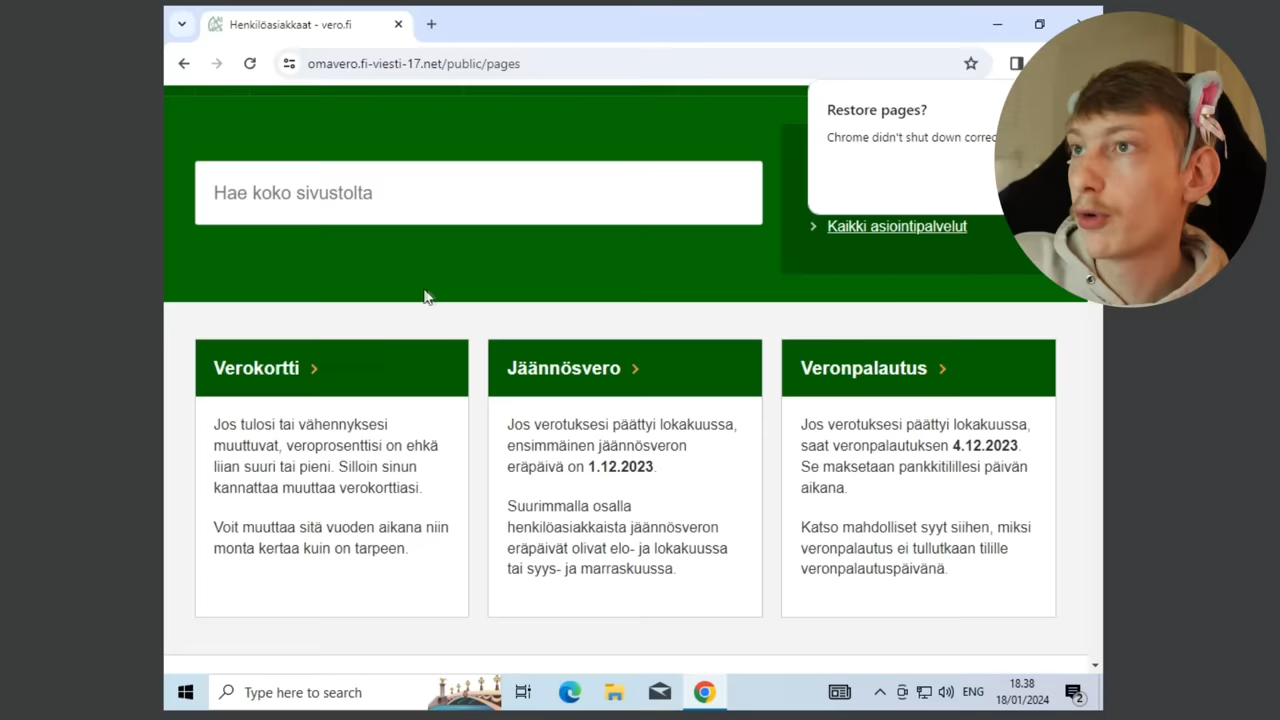 Henkilöasiakkaat - vero.fi
omavero.fi-viesti-17.net/public/pages
Restore pages?
Chrome didn't shut down correc
Hae koko sivustolta
Kaikki asiointipalvelut
Verokortti
Jos tulosi tai vähennyksesi
muuttuvat, veroprosenttisi on ehkä
liian suuri tai pieni. Silloin sinun
kannattaa muuttaa verokorttiasi.
Voit muuttaa sitä vuoden aikana niin
monta kertaa kuin on tarpeen.
Jäännösvero
Jos verotuksesi päättyi lokakuussa,
ensimmäinen jäännösveron
eräpäivä on 1.12.2023.
Suurimmalla osalla
henkilöasiakkaista jäännösveron
eräpäivät olivat elo- ja lokakuussa
tai syys- ja marraskuussa.
Veronpalautus
Jos verotuksesi päättyi lokakuussa,
saat veronpalautuksen 4.12.2023.
Se maksetaan pankkitilillesi päivän
aikana.
Katso mahdolliset syyt siihen, miksi
veronpalautus ei tullutkaan tilille
veronpalautuspäivänä.
Type here to search
ENG
18.38
18/01/2024
2